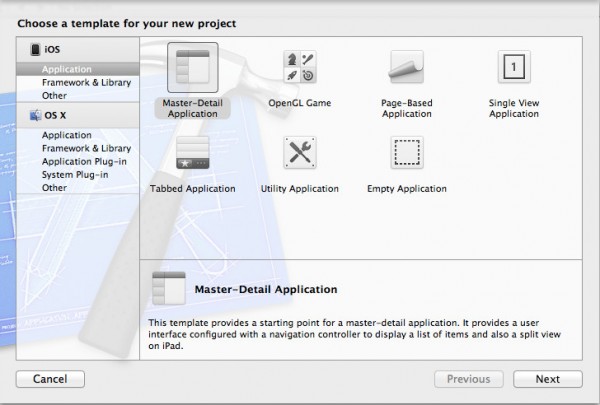 Choose a template for your new project
iOS
Application
Framework & Library
Other
OS X
Application
Framework & Library
Application Plug-in
System Plug-in
Other
Master-Detail
Application
OpenGL Game
Page-Based
Application
1
Single View
Application
Tabbed Application
Utility Application
Empty Application
Master-Detail Application
This template provides a starting point for a master-detail application. It provides a user
interface configured with a navigation controller to display a list of items and also a split view
on iPad.
Cancel
Previous
Next